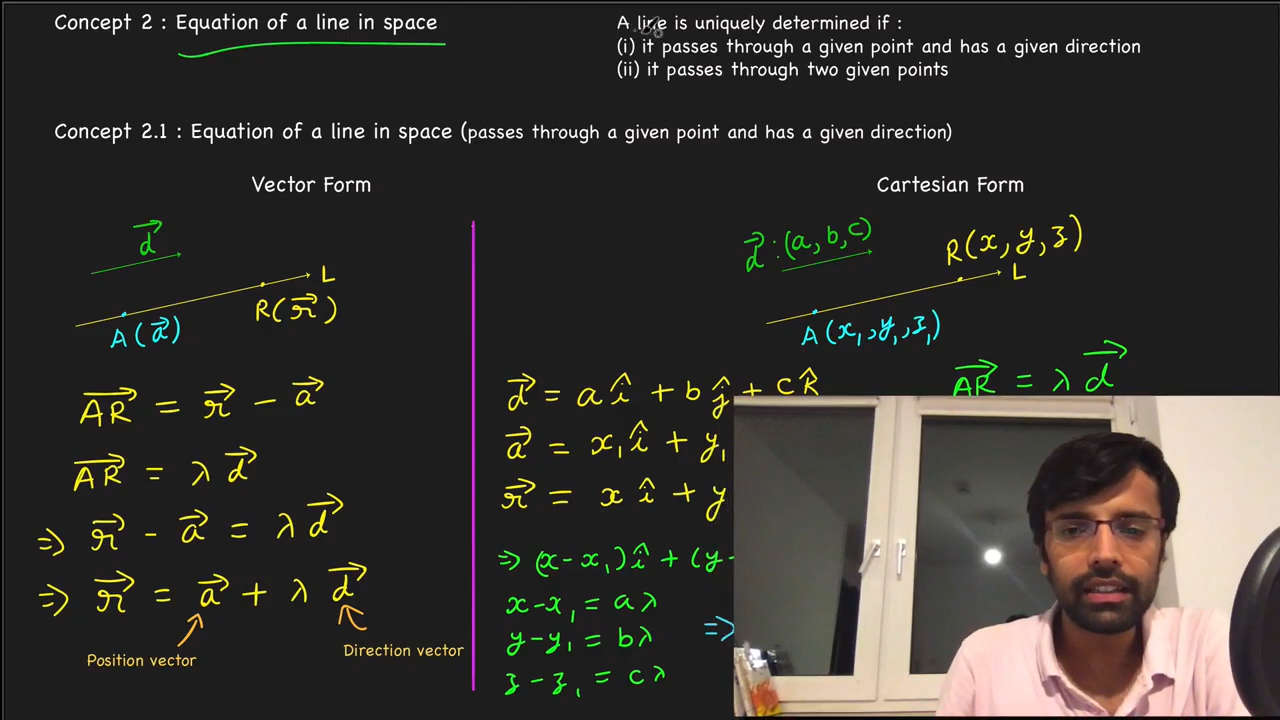 Concept 2 : Equation of a line in space
A line is uniquely determined if :
(i) it passes through a given point and has a given direction
(ii) it passes through two given points
Concept 2.1 : Equation of a line in space (passes through a given point and has a given direction)
Vector Form
d⃗
L
R(r⃗)
A(a⃗)
AR⃗ = r⃗ - a⃗
AR⃗ = λ d⃗
⇒ r⃗ - a⃗ = λ d⃗
⇒ r⃗ = a⃗ + λ d⃗
Position vector
Direction vector
Cartesian Form
d⃗ : (a, b, c)
R(x, y, z)
L
A(x₁, y₁, z₁)
d⃗ = a î + b ĵ + c k̂
AR⃗ = λ d⃗
a⃗ = x₁ î + y₁
r⃗ = x î + y
⇒ (x-x₁) î + (y-
x-x₁ = aλ
y-y₁ = bλ
⇒
z-z₁ = cλ